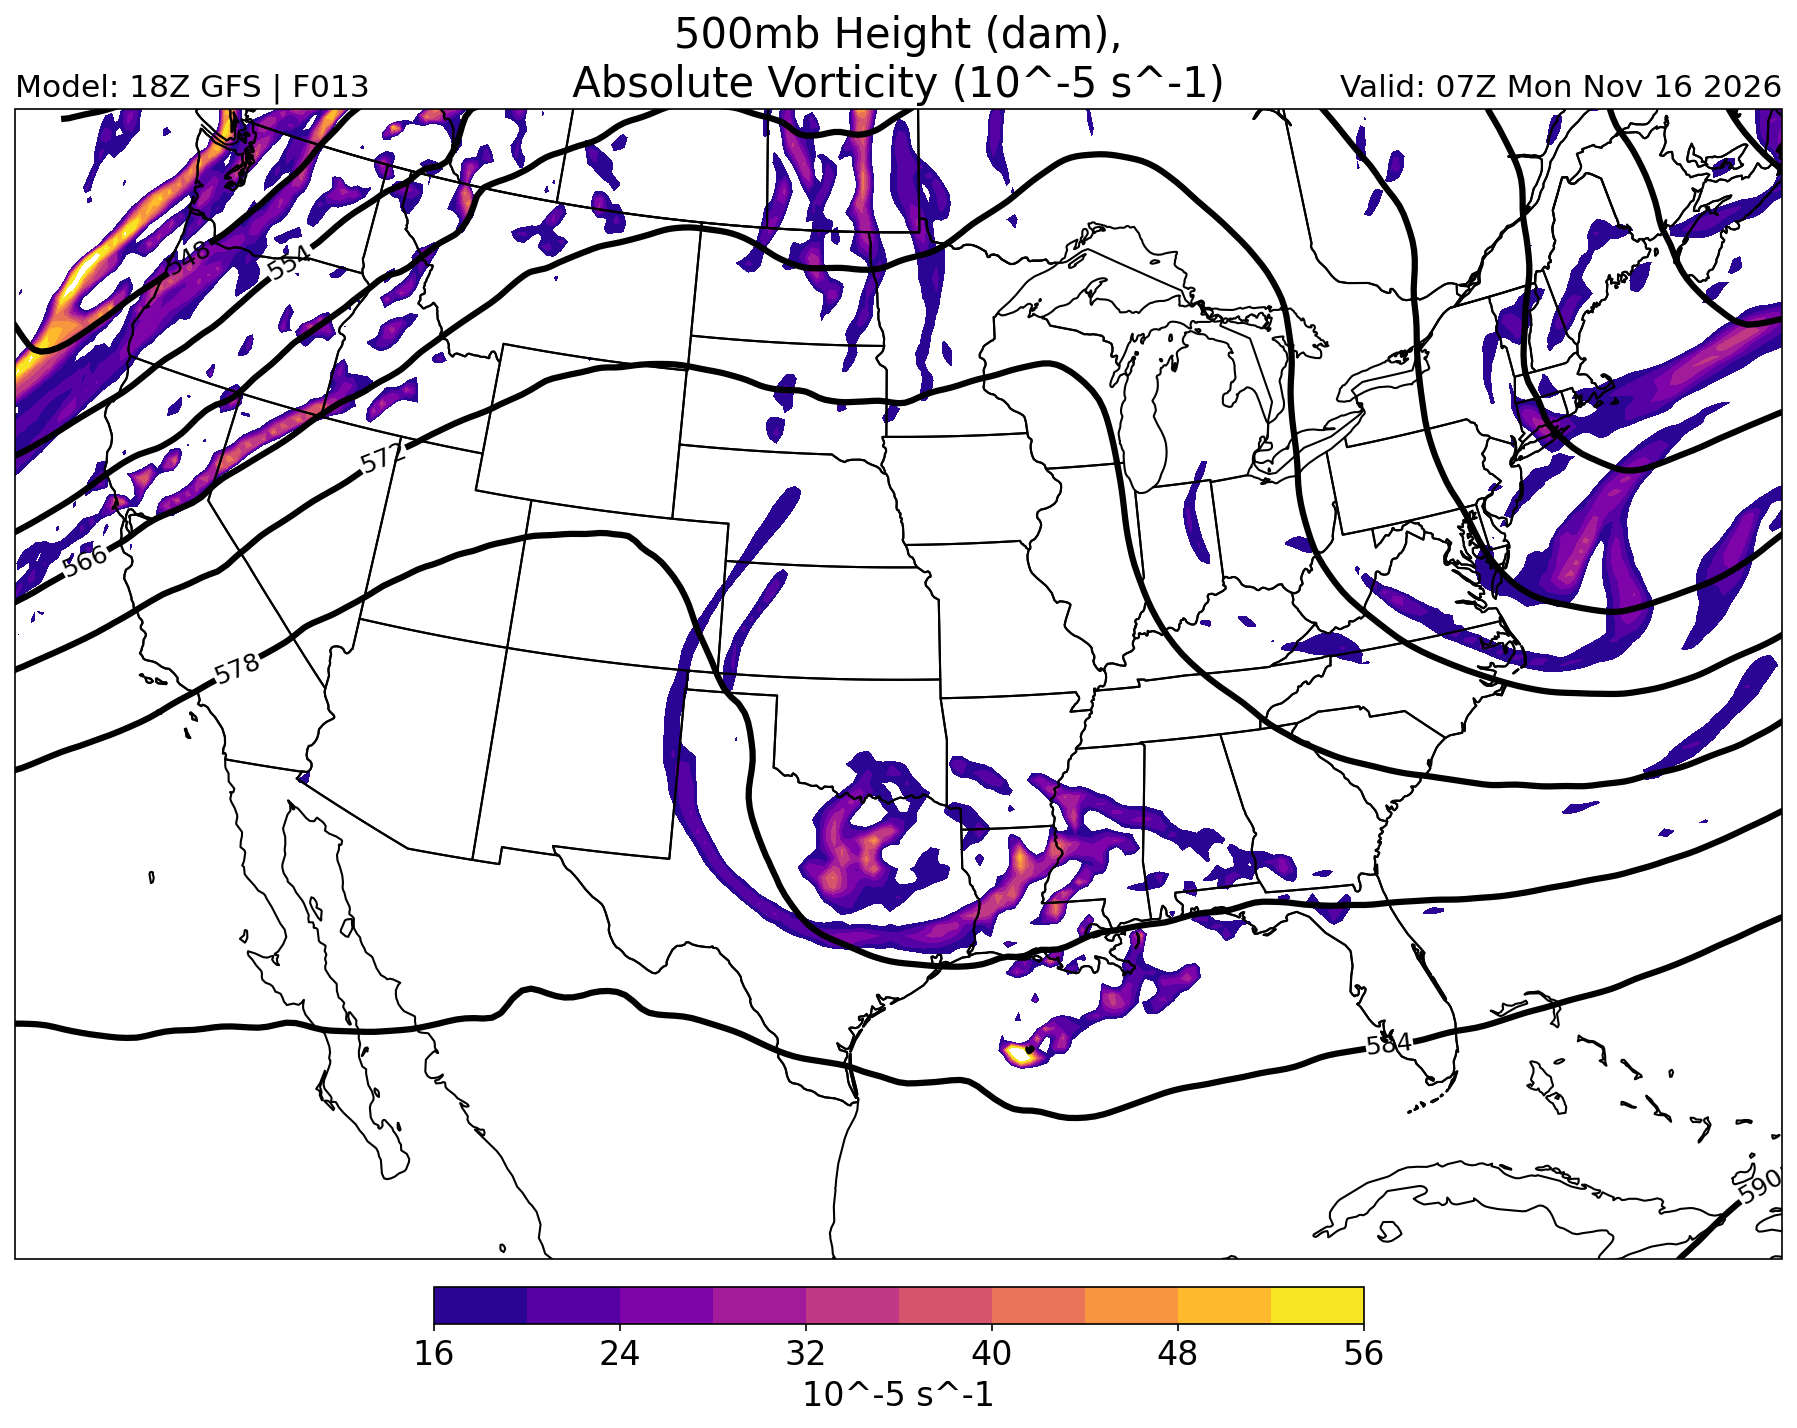 500mb Height (dam),
Model: 18Z GFS | F013
Absolute Vorticity (10^-5 s^-1)
Valid: 07Z Mon Nov 16 2026
548
554
572
566
578
584
590
16
24
32
40
48
56
10^-5 s^-1